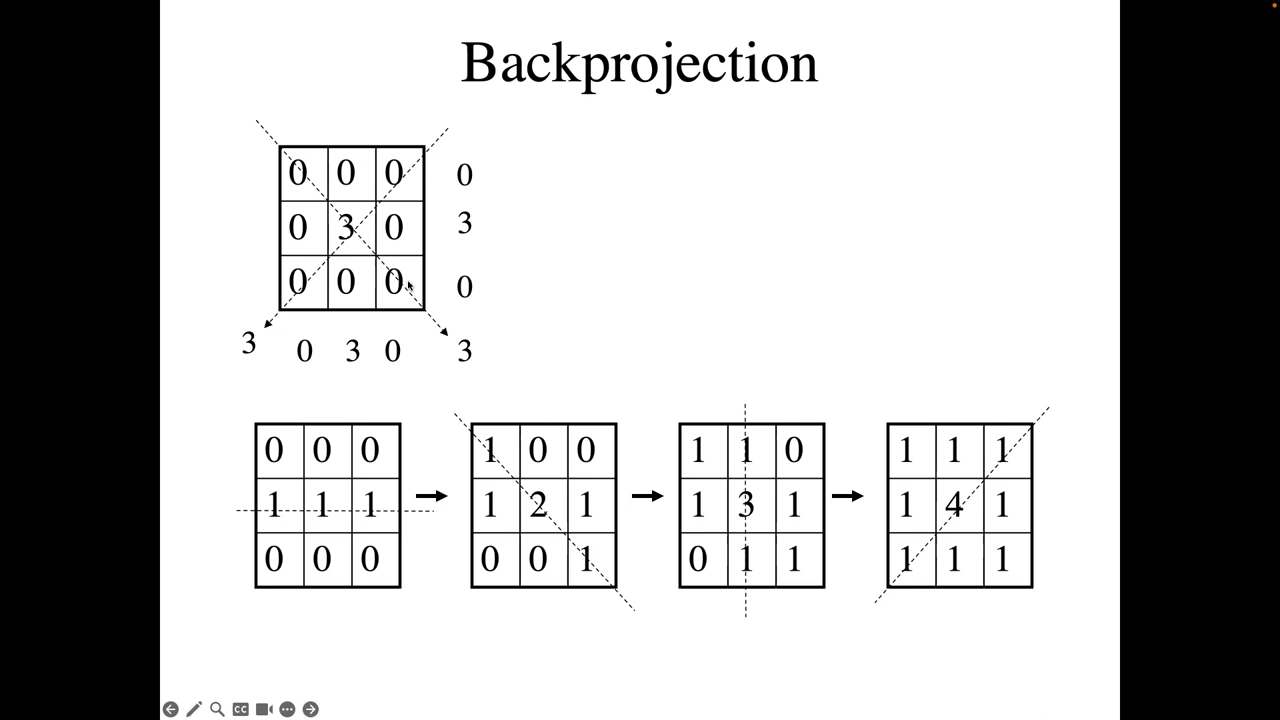 Backprojection
0 0 0 0
0 3 0 3
0 0 0 0
3 0 3 0 3
0 0 0 1 0 0 1 1 0 1 1 1
1 1 1 1 2 1 1 3 1 1 4 1
0 0 0 0 0 1 0 1 1 1 1 1
CC